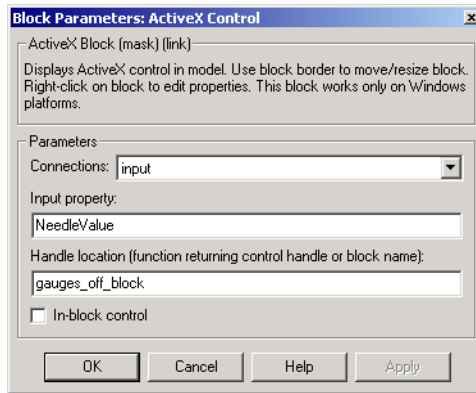 Block Parameters: ActiveX Control
ActiveX Block (mask) (link)
Displays ActiveX control in model. Use block border to move/resize block.
Right-click on block to edit properties. This block works only on Windows
platforms.
Parameters
Connections: input
Input property:
NeedleValue
Handle location (function returning control handle or block name):
gauges_off_block
In-block control
OK Cancel Help Apply